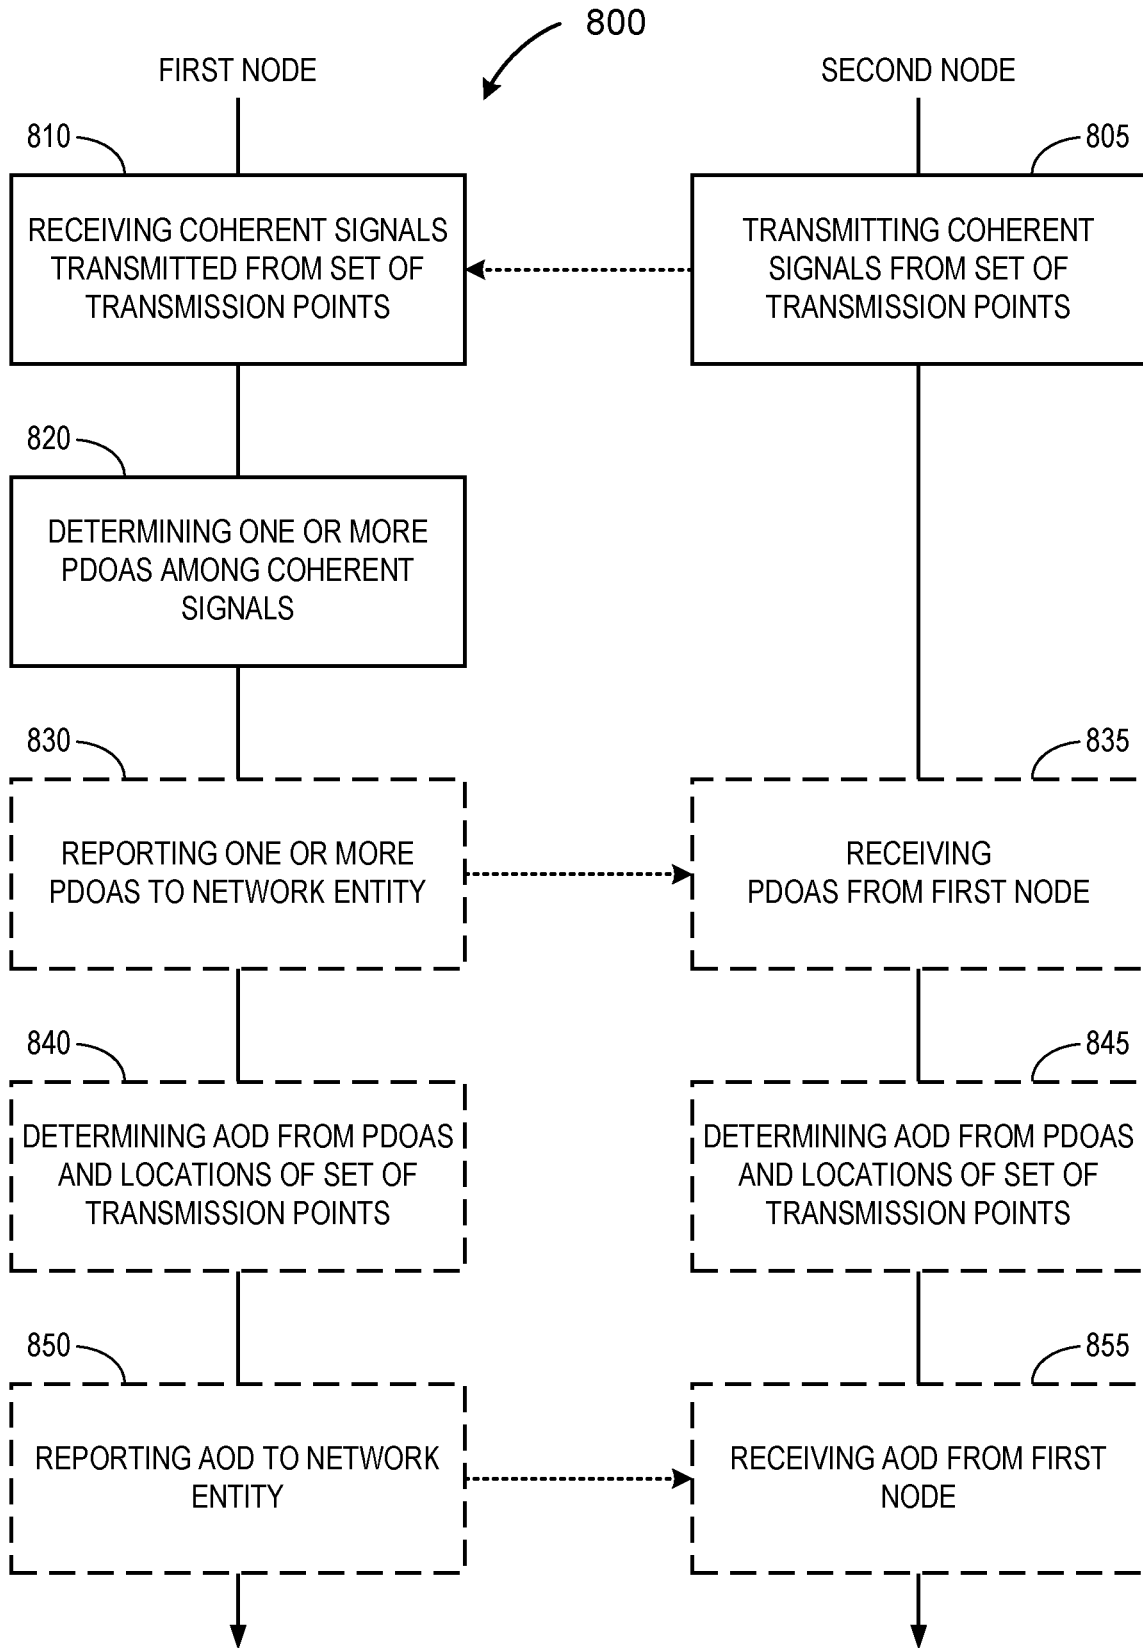 800
FIRST NODE
SECOND NODE
810
805
RECEIVING COHERENT SIGNALS
TRANSMITTED FROM SET OF
TRANSMISSION POINTS
TRANSMITTING COHERENT
SIGNALS FROM SET OF
TRANSMISSION POINTS
820
DETERMINING ONE OR MORE
PDOAS AMONG COHERENT
SIGNALS
830
835
REPORTING ONE OR MORE
PDOAS TO NETWORK ENTITY
RECEIVING
PDOAS FROM FIRST NODE
840
845
DETERMINING AOD FROM PDOAS
AND LOCATIONS OF SET OF
TRANSMISSION POINTS
DETERMINING AOD FROM PDOAS
AND LOCATIONS OF SET OF
TRANSMISSION POINTS
850
855
REPORTING AOD TO NETWORK
ENTITY
RECEIVING AOD FROM FIRST
NODE